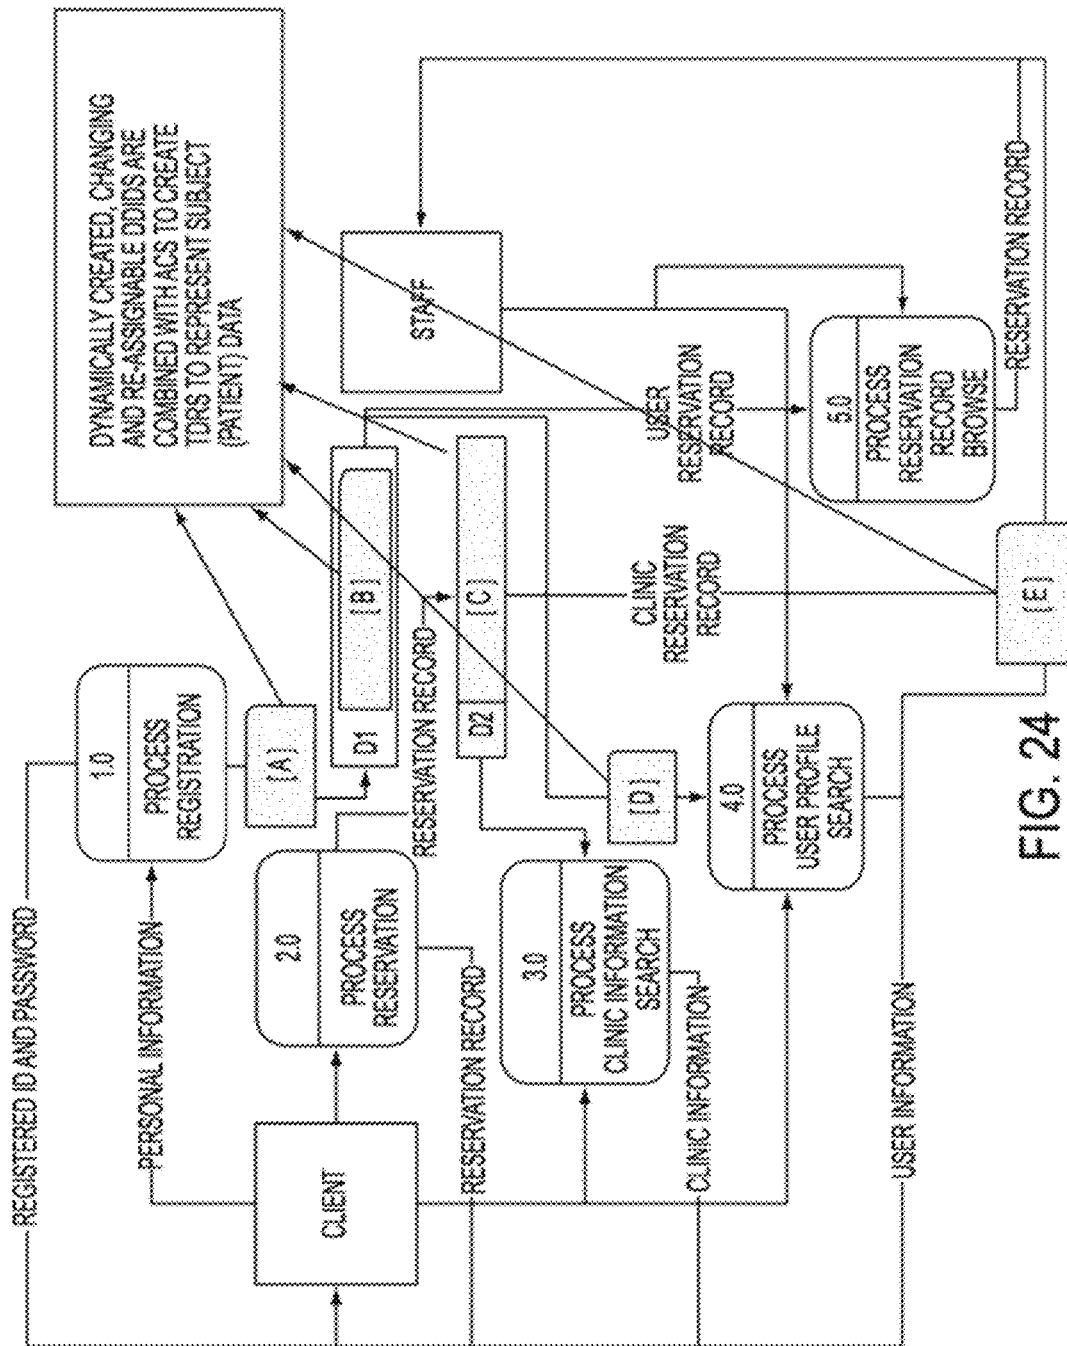 REGISTERED ID AND PASSWORD
PERSONAL INFORMATION
1.0
PROCESS
REGISTRATION
[A]
DYNAMICALLY CREATED, CHANGING
AND RE-ASSIGNABLE DDIDS ARE
COMBINED WITH ACS TO CREATE
TDRS TO REPRESENT SUBJECT
(PATIENT) DATA
CLIENT
2.0
PROCESS
RESERVATION
D1
[B]
STAFF
RESERVATION RECORD
RESERVATION RECORD
D2
[C]
3.0
PROCESS
CLINIC INFORMATION
SEARCH
CLINIC INFORMATION
[D]
USER
RESERVATION
RECORD
CLINIC
RESERVATION
RECORD
4.0
PROCESS
USER PROFILE
SEARCH
5.0
PROCESS
RESERVATION
RECORD
BROWSE
USER INFORMATION
[E]
RESERVATION RECORD
FIG. 24